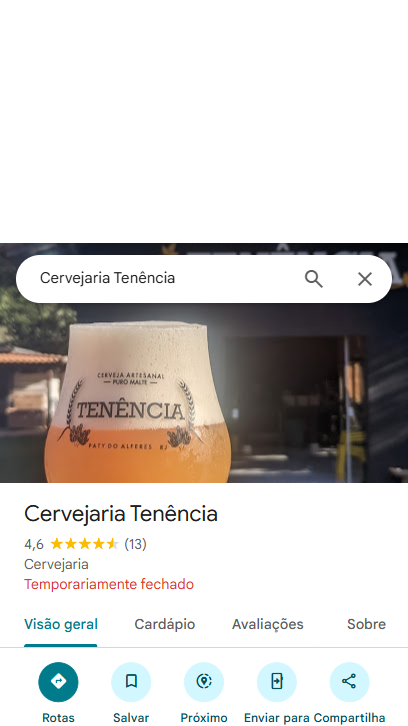 TENÊNCIA
Cervejaria Tenência
CERVEJA ARTESANAL
PURO MALTE
TENÊNCIA
PATY DO ALFERES RJ
Cervejaria Tenência
4,6 (13)
Cervejaria
Temporariamente fechado
Visão geral Cardápio Avaliações Sobre
Rotas Salvar Próximo Enviar para Compartilha